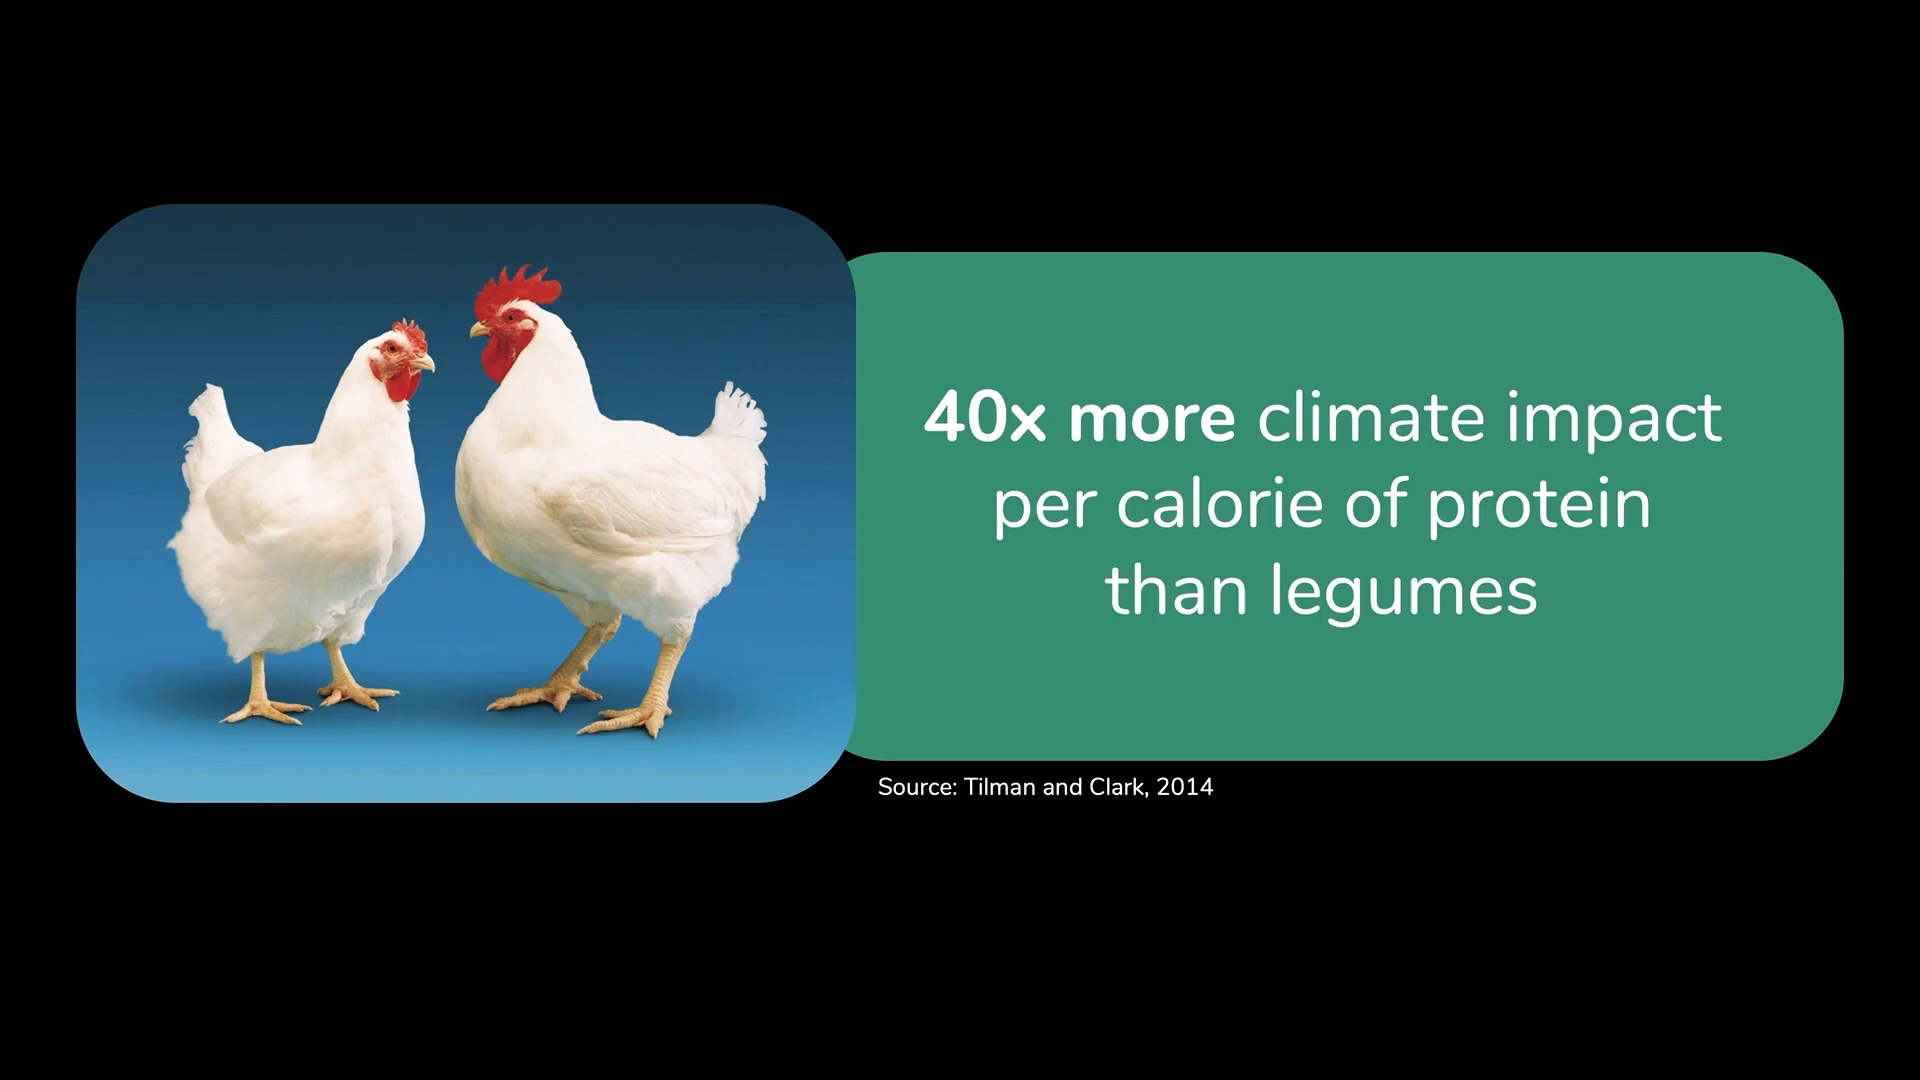 40x more climate impact
per calorie of protein
than legumes
Source: Tilman and Clark, 2014